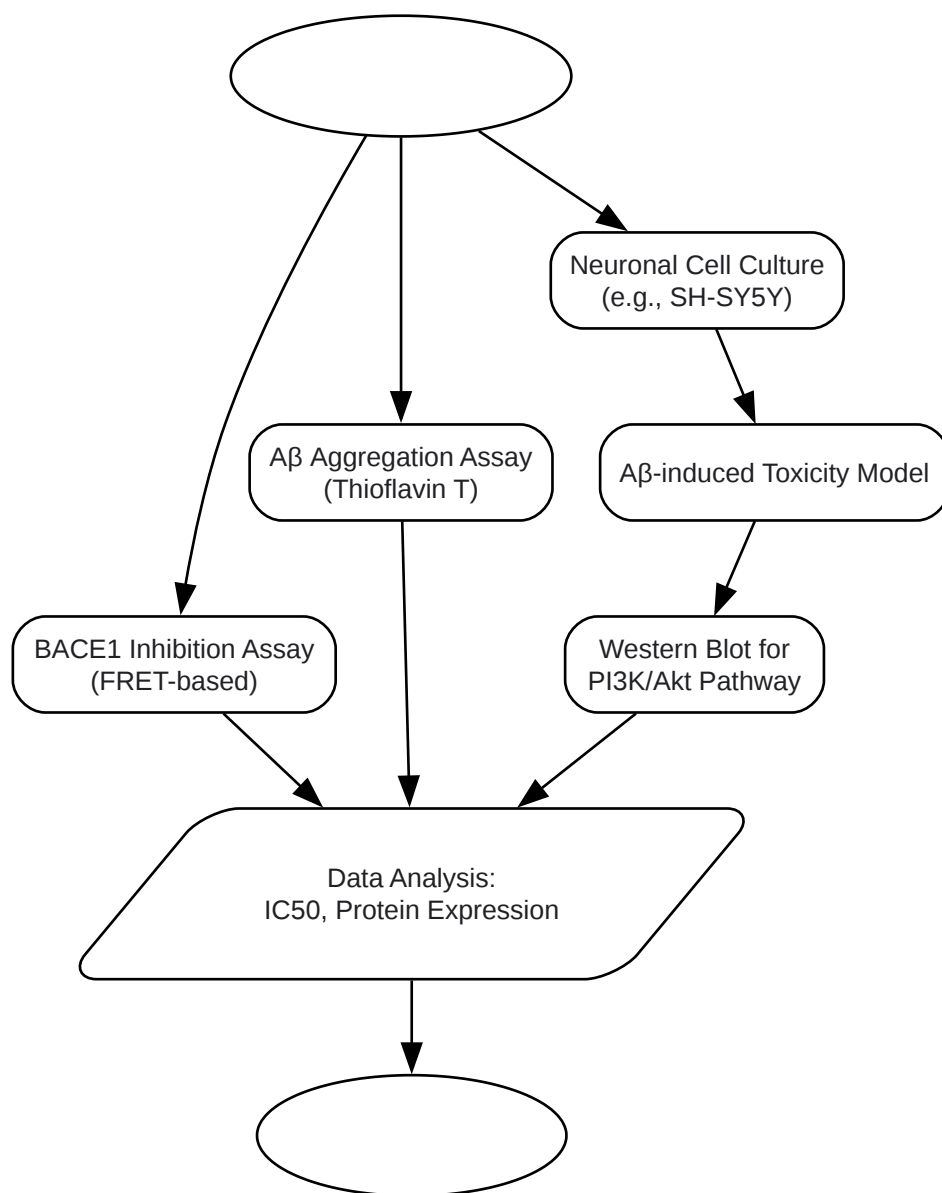 Neuronal Cell Culture
(e.g., SH-SY5Y)
Aβ Aggregation Assay
(Thioflavin T)
Aβ-induced Toxicity Model
BACE1 Inhibition Assay
(FRET-based)
Western Blot for
PI3K/Akt Pathway
Data Analysis:
IC50, Protein Expression